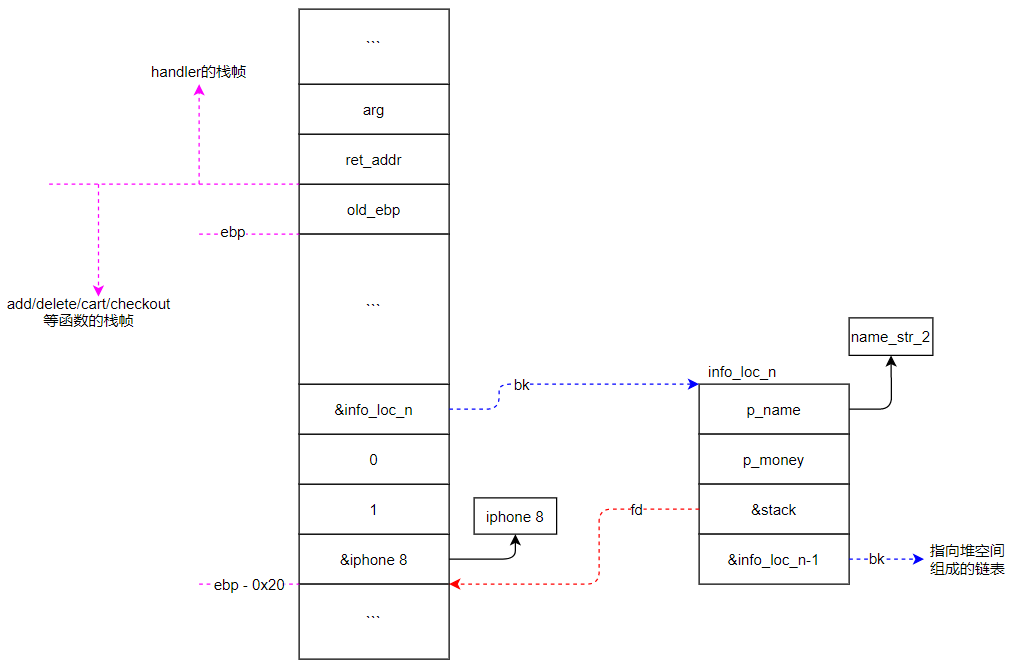 ```
handler的栈帧
arg
ret_addr
old_ebp
ebp
add/delete/cart/checkout
等函数的栈帧
```
name_str_2
info_loc_n
&info_loc_n
bk
p_name
0
p_money
1
iphone 8
fd
&stack
&iphone 8
&info_loc_n-1
bk
指向堆空间
组成的链表
ebp - 0x20
```